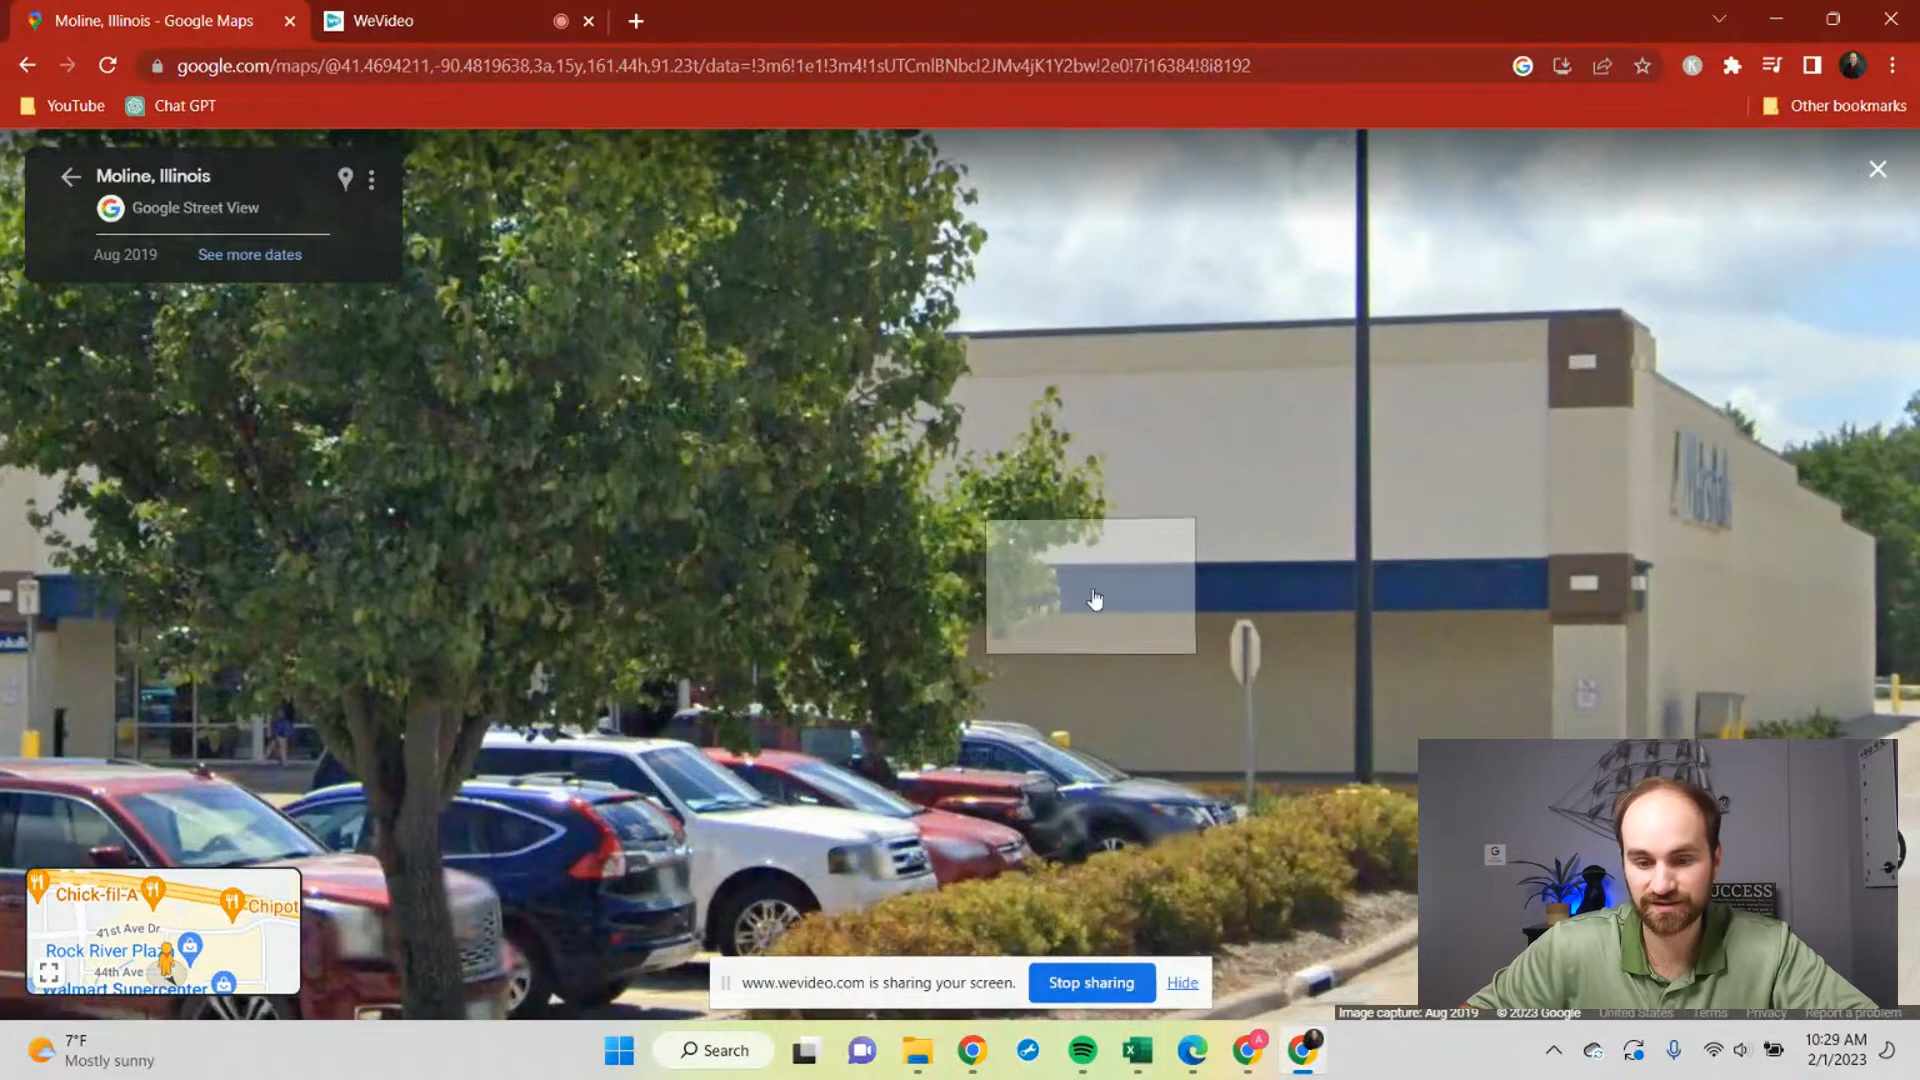 Moline, Illinois - Google Maps
WeVideo
google.com/maps/@41.4694211,-90.4819638,3a,15y,161.44h,91.23t/data=!3m6!1e1!3m4!1sUTCmlBNbcI2JMv4jK1Y2bw!2e0!7i16384!8i8192
YouTube
Chat GPT
Other bookmarks
Moline, Illinois
Google Street View
Aug 2019
See more dates
Marshalls
Chick-fil-A
Chipot
41st Ave Dr
Rock River Plaza
44th Ave
Walmart Supercenter
www.wevideo.com is sharing your screen.
Stop sharing
Hide
UCCESS
Image capture: Aug 2019 © 2023 Google United States Terms Privacy Report a problem
7°F
Mostly sunny
Search
10:29 AM
2/1/2023